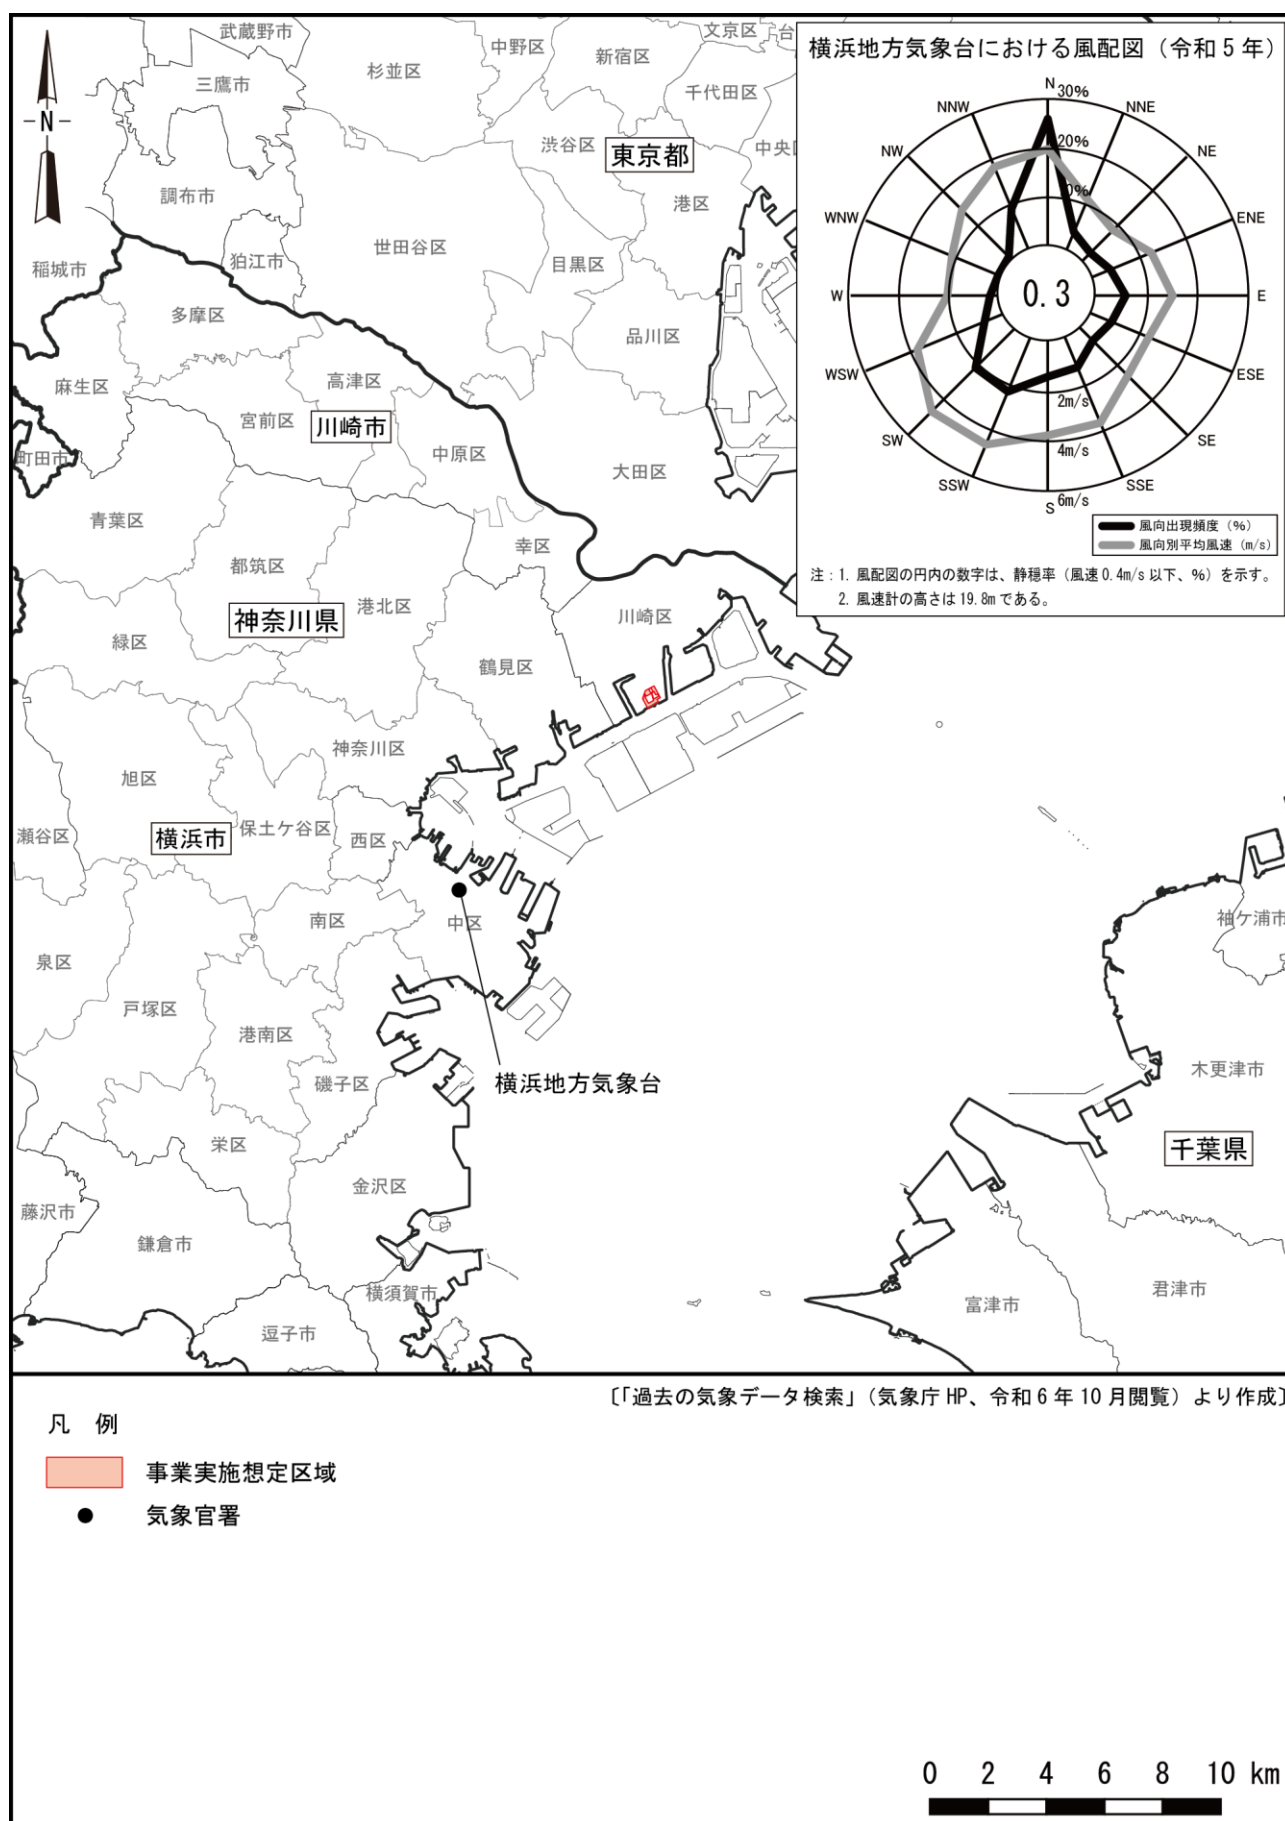 武蔵野市
中野区
新宿区
文京区
台
三鷹市
杉並区
千代田区
N
渋谷区
東京都
中央区
調布市
港区
世田谷区
狛江市
目黒区
稲城市
多摩区
品川区
麻生区
高津区
宮前区
川崎市
中原区
町田市
大田区
青葉区
幸区
都筑区
港北区
神奈川県
川崎区
緑区
鶴見区
神奈川区
旭区
瀬谷区
横浜市
保土ケ谷区
西区
南区
中区
袖ケ浦市
泉区
戸塚区
港南区
磯子区
横浜地方気象台
木更津市
栄区
千葉県
金沢区
藤沢市
鎌倉市
横須賀市
君津市
富津市
逗子市
横浜地方気象台における風配図（令和5年）
N
30%
NNW
NNE
20%
NW
NE
0%
WNW
ENE
W
0.3
E
WSW
ESE
2m/s
SW
SE
4m/s
SSW
SSE
6m/s
S
風向出現頻度（%）
風向別平均風速（m/s）
注：1. 風配図の円内の数字は、静穏率（風速0.4m/s以下、%）を示す。
2. 風速計の高さは19.8mである。
〔「過去の気象データ検索」（気象庁HP、令和6年10月閲覧）より作成〕
凡 例
事業実施想定区域
気象官署
0 2 4 6 8 10 km